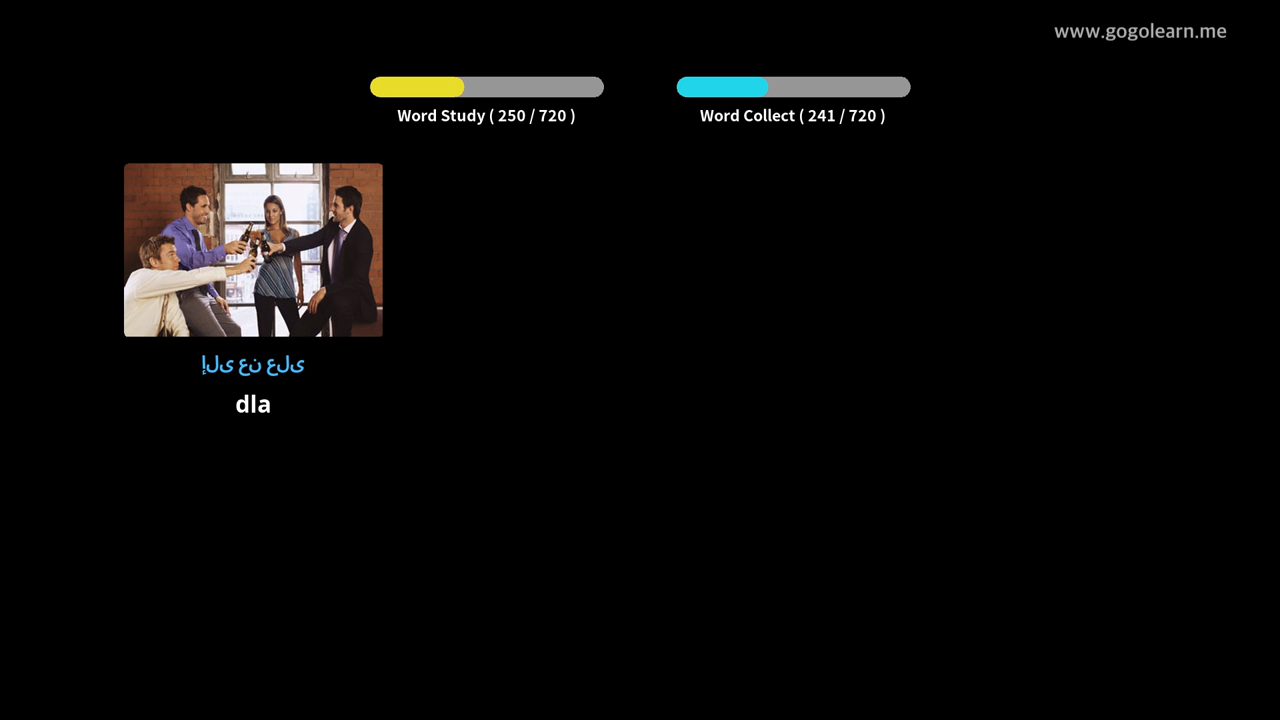 www.gogolearn.me
Word Study ( 250 / 720 )
Word Collect ( 241 / 720 )
إلى عن على
dla